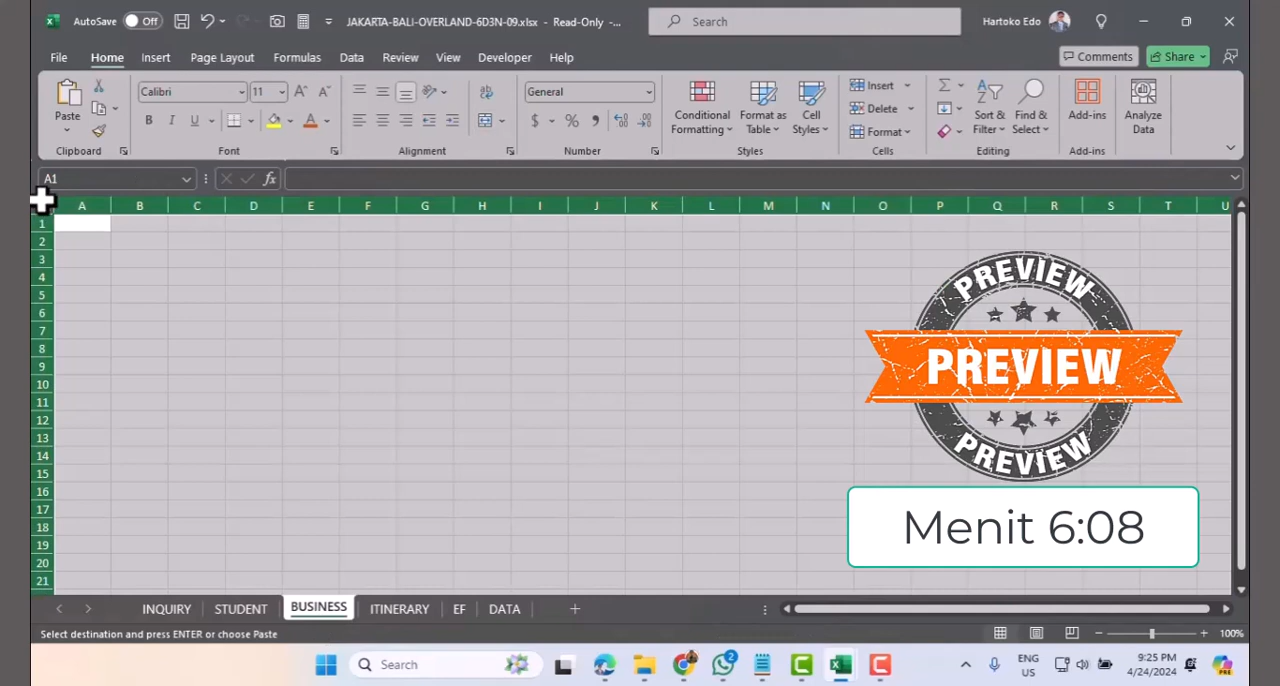 AutoSave Off JAKARTA-BALI-OVERLAND-6D3N-09.xlsx - Read-Only -... Search Hartoko Edo
File Home Insert Page Layout Formulas Data Review View Developer Help Comments Share
Paste Calibri 11 General Conditional Formatting Format as Table Cell Styles Insert Delete Format Sort & Filter Find & Select Add-ins Analyze Data
Clipboard Font Alignment Number Styles Cells Editing Add-ins
A1 fx
A B C D E F G H I J K L M N O P Q R S T U
1
2
3
4
5
6
7
8
9
10
11
12
13
14
15
16
17
18
19
20
21
PREVIEW
PREVIEW
PREVIEW
Menit 6:08
INQUIRY STUDENT BUSINESS ITINERARY EF DATA
Select destination and press ENTER or choose Paste 100%
Search 2 ENG US 9:25 PM 4/24/2024 PRE